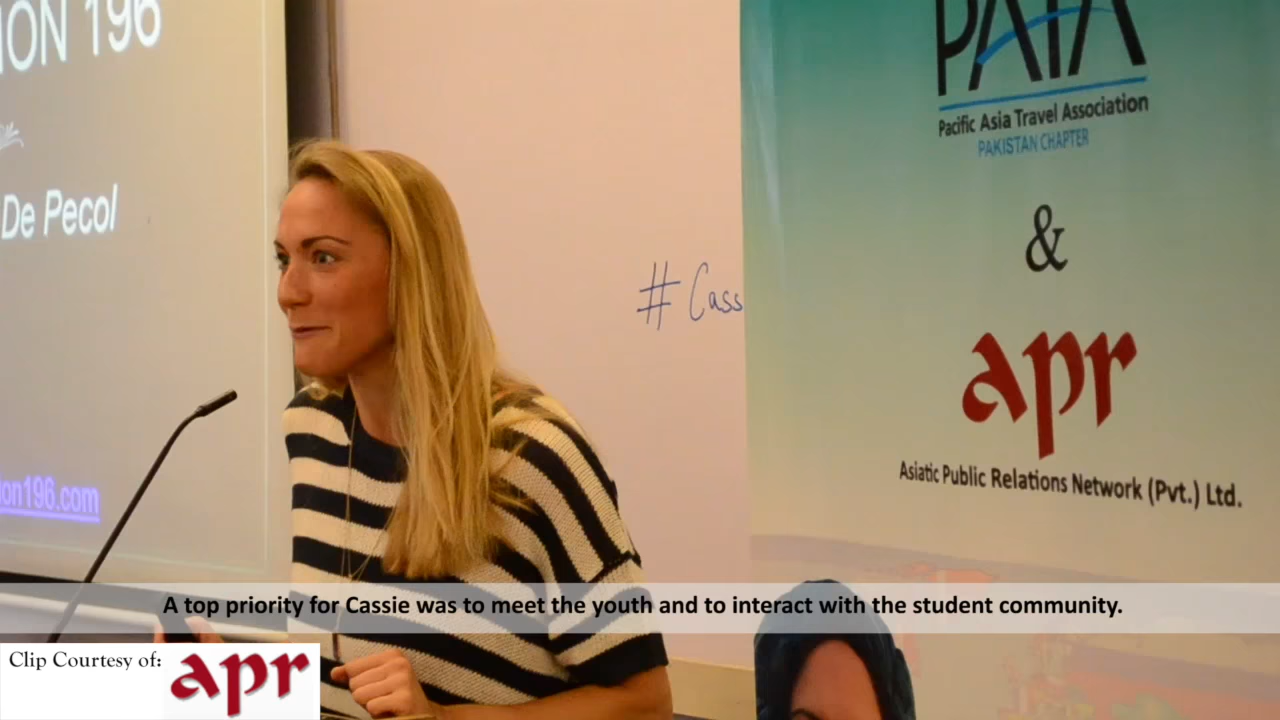 ION 196
De Pecol
ion196.com
# Cass
PATA
Pacific Asia Travel Association
PAKISTAN CHAPTER
&
apr
Asiatic Public Relations Network (Pvt.) Ltd.
A top priority for Cassie was to meet the youth and to interact with the student community.
Clip Courtesy of: apr